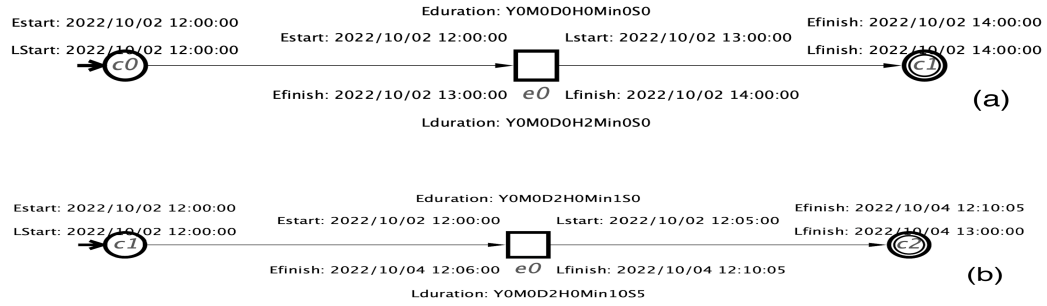 Eduration: Y0M0D0H0Min0S0
Estart: 2022/10/02 12:00:00
Efinish: 2022/10/02 14:00:00
Estart: 2022/10/02 12:00:00
Lstart: 2022/10/02 13:00:00
LStart: 2022/10/02 12:00:00
Lfinish: 2022/10/02 14:00:00
c0
c1
Efinish: 2022/10/02 13:00:00
e0
Lfinish: 2022/10/02 14:00:00
(a)
Lduration: Y0M0D0H2Min0S0
Eduration: Y0M0D2H0Min1S0
Estart: 2022/10/02 12:00:00
Efinish: 2022/10/04 12:10:05
Estart: 2022/10/02 12:00:00
Lstart: 2022/10/02 12:05:00
LStart: 2022/10/02 12:00:00
Lfinish: 2022/10/04 13:00:00
c1
c2
Efinish: 2022/10/04 12:06:00
e0
Lfinish: 2022/10/04 12:10:05
(b)
Lduration: Y0M0D2H0Min10S5